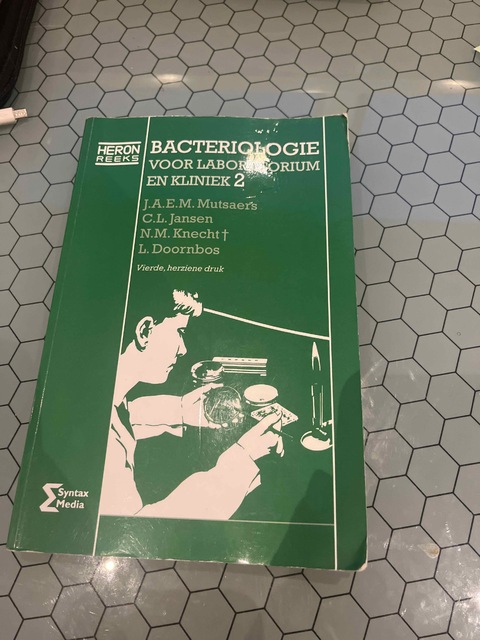 HERON
REEKS
BACTERIOLOGIE
VOOR LABORATORIUM
EN KLINIEK 2
J.A.E.M. Mutsaers
C.L. Jansen
N.M. Knecht †
L. Doornbos
Vierde, herziene druk
Syntax
Media